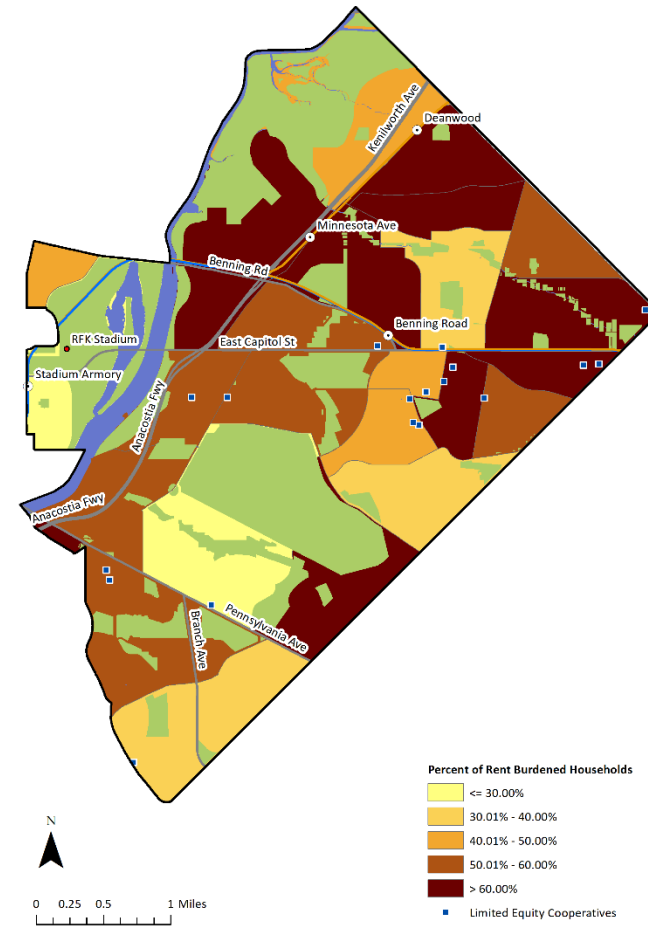 Kenilworth Ave
Deanwood
Minnesota Ave
Benning Rd
Benning Road
East Capitol St
RFK Stadium
Stadium Armory
Anacostia Fwy
Anacostia Fwy
Pennsylvania Ave
Branch Ave
Percent of Rent Burdened Households
<= 30.00%
30.01% - 40.00%
40.01% - 50.00%
50.01% - 60.00%
> 60.00%
Limited Equity Cooperatives
N
0 0.25 0.5 1 Miles